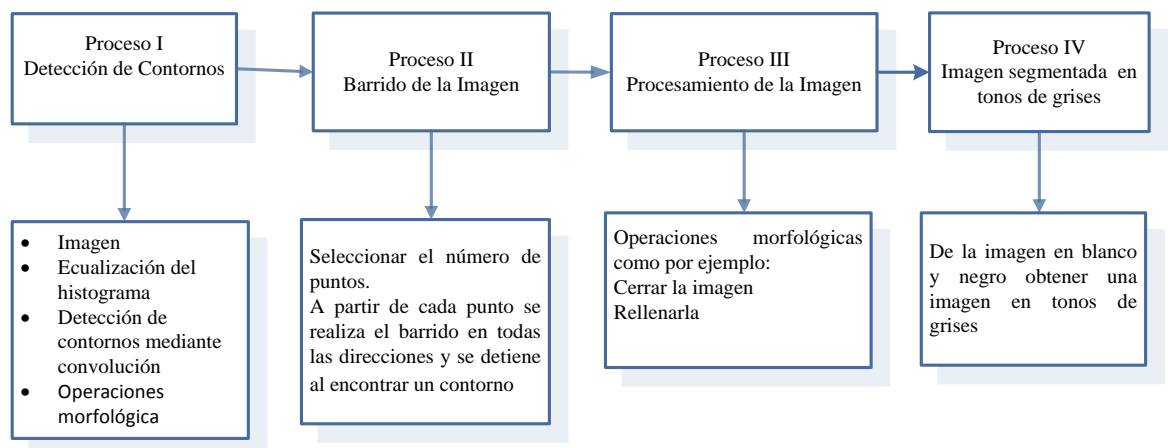 Proceso I
Detección de Contornos
Proceso II
Barrido de la Imagen
Proceso III
Procesamiento de la Imagen
Proceso IV
Imagen segmentada en
tonos de grises
• Imagen
• Ecualización del
histograma
• Detección de
contornos mediante
convolución
• Operaciones
morfológica
Seleccionar el número de
puntos.
A partir de cada punto se
realiza el barrido en todas
las direcciones y se detiene
al encontrar un contorno
Operaciones morfológicas
como por ejemplo:
Cerrar la imagen
Rellenarla
De la imagen en blanco
y negro obtener una
imagen en tonos de
grises